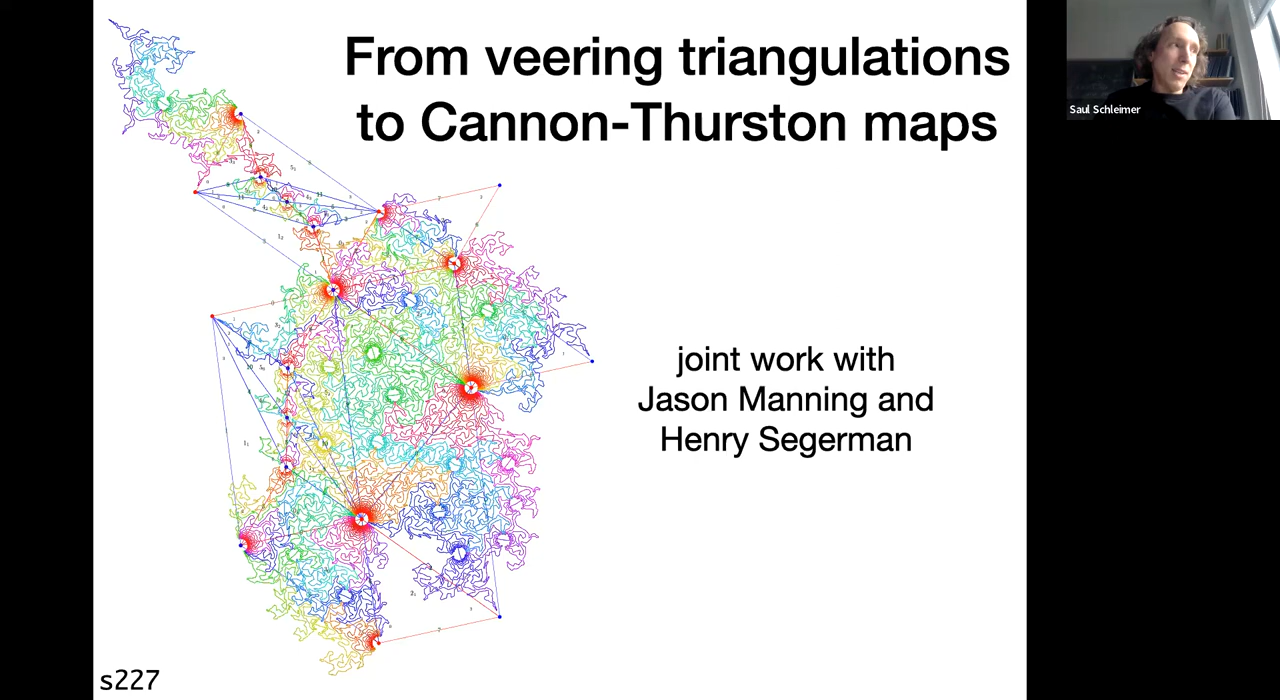 From veering triangulations
to Cannon-Thurston maps
Saul Schleimer
joint work with
Jason Manning and
Henry Segerman
s227